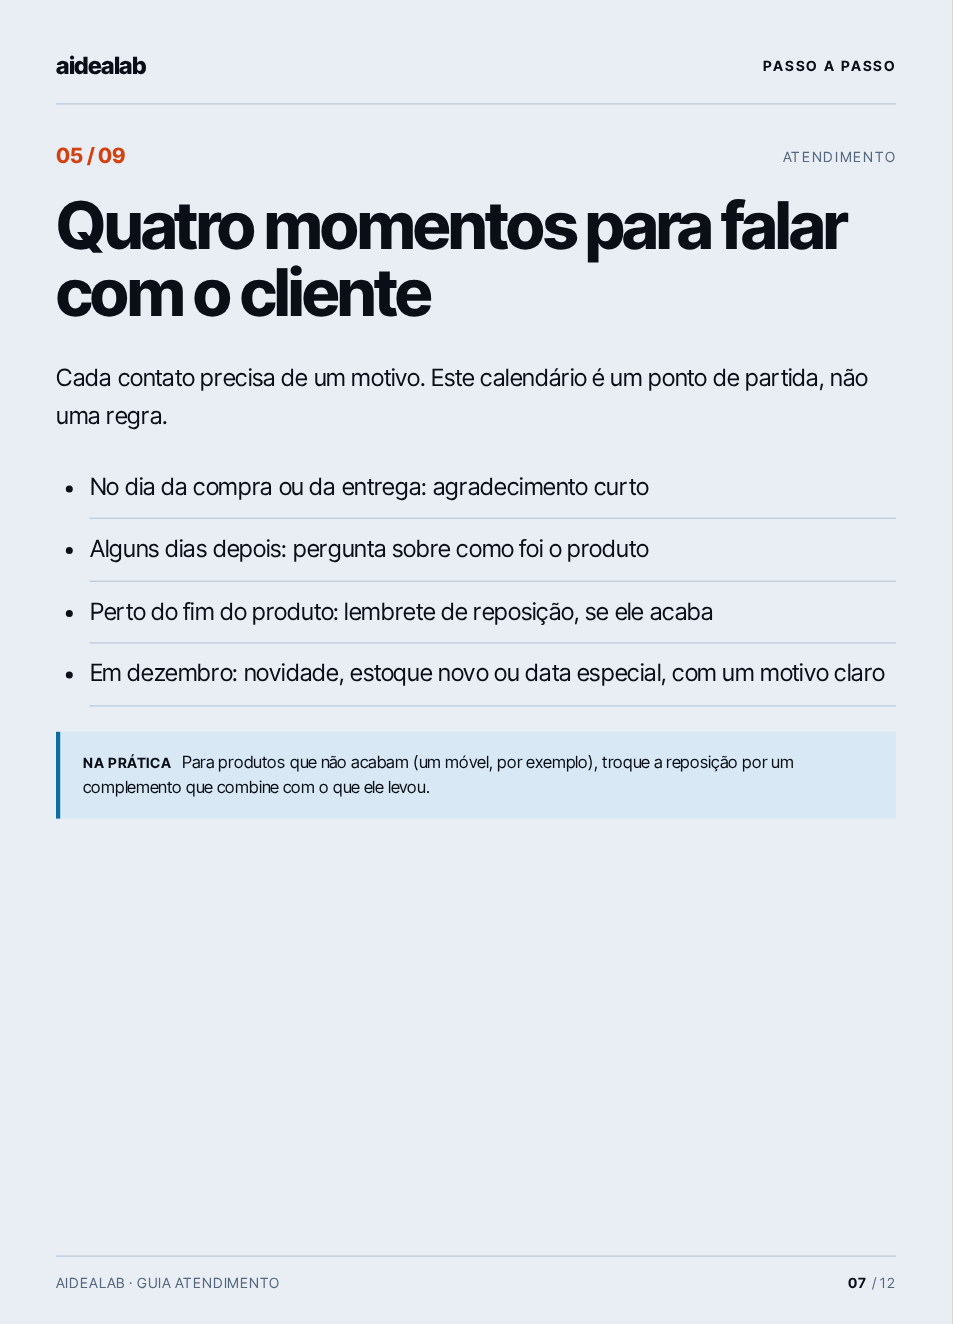 aidealab
PASSO A PASSO
05 / 09
ATENDIMENTO
Quatro momentos para falar
com o cliente
Cada contato precisa de um motivo. Este calendário é um ponto de partida, não
uma regra.
• No dia da compra ou da entrega: agradecimento curto
• Alguns dias depois: pergunta sobre como foi o produto
• Perto do fim do produto: lembrete de reposição, se ele acaba
• Em dezembro: novidade, estoque novo ou data especial, com um motivo claro
NA PRÁTICA Para produtos que não acabam (um móvel, por exemplo), troque a reposição por um
complemento que combine com o que ele levou.
AIDEALAB · GUIA ATENDIMENTO
07 / 12